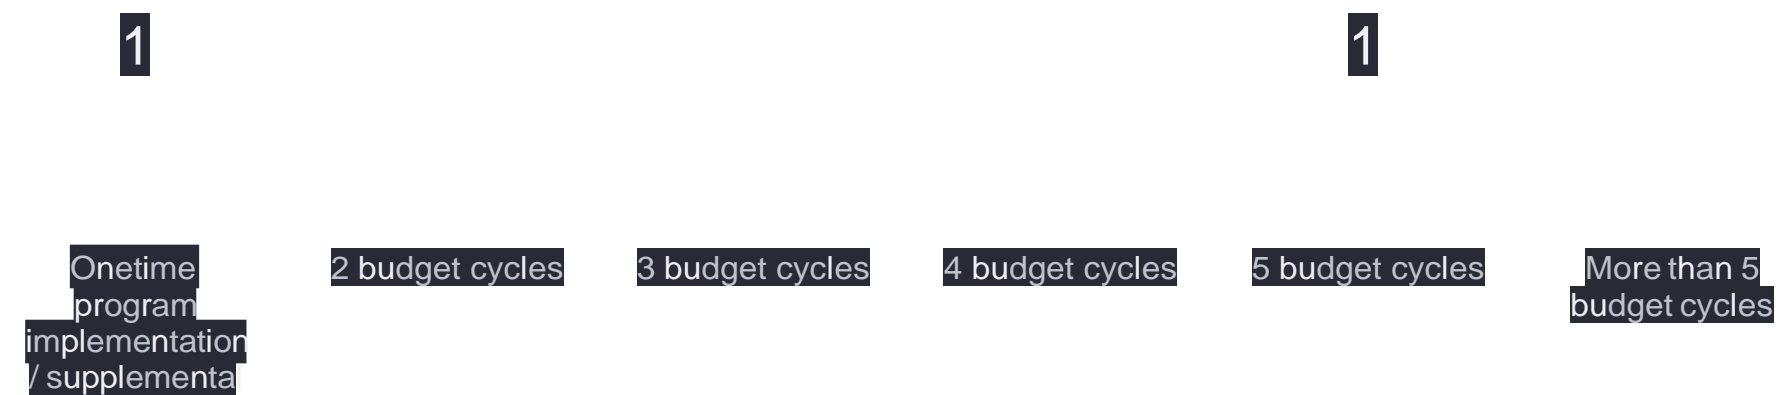 1
1
Onetime
program
implementation
/ supplemental
2 budget cycles
3 budget cycles
4 budget cycles
5 budget cycles
More than 5
budget cycles